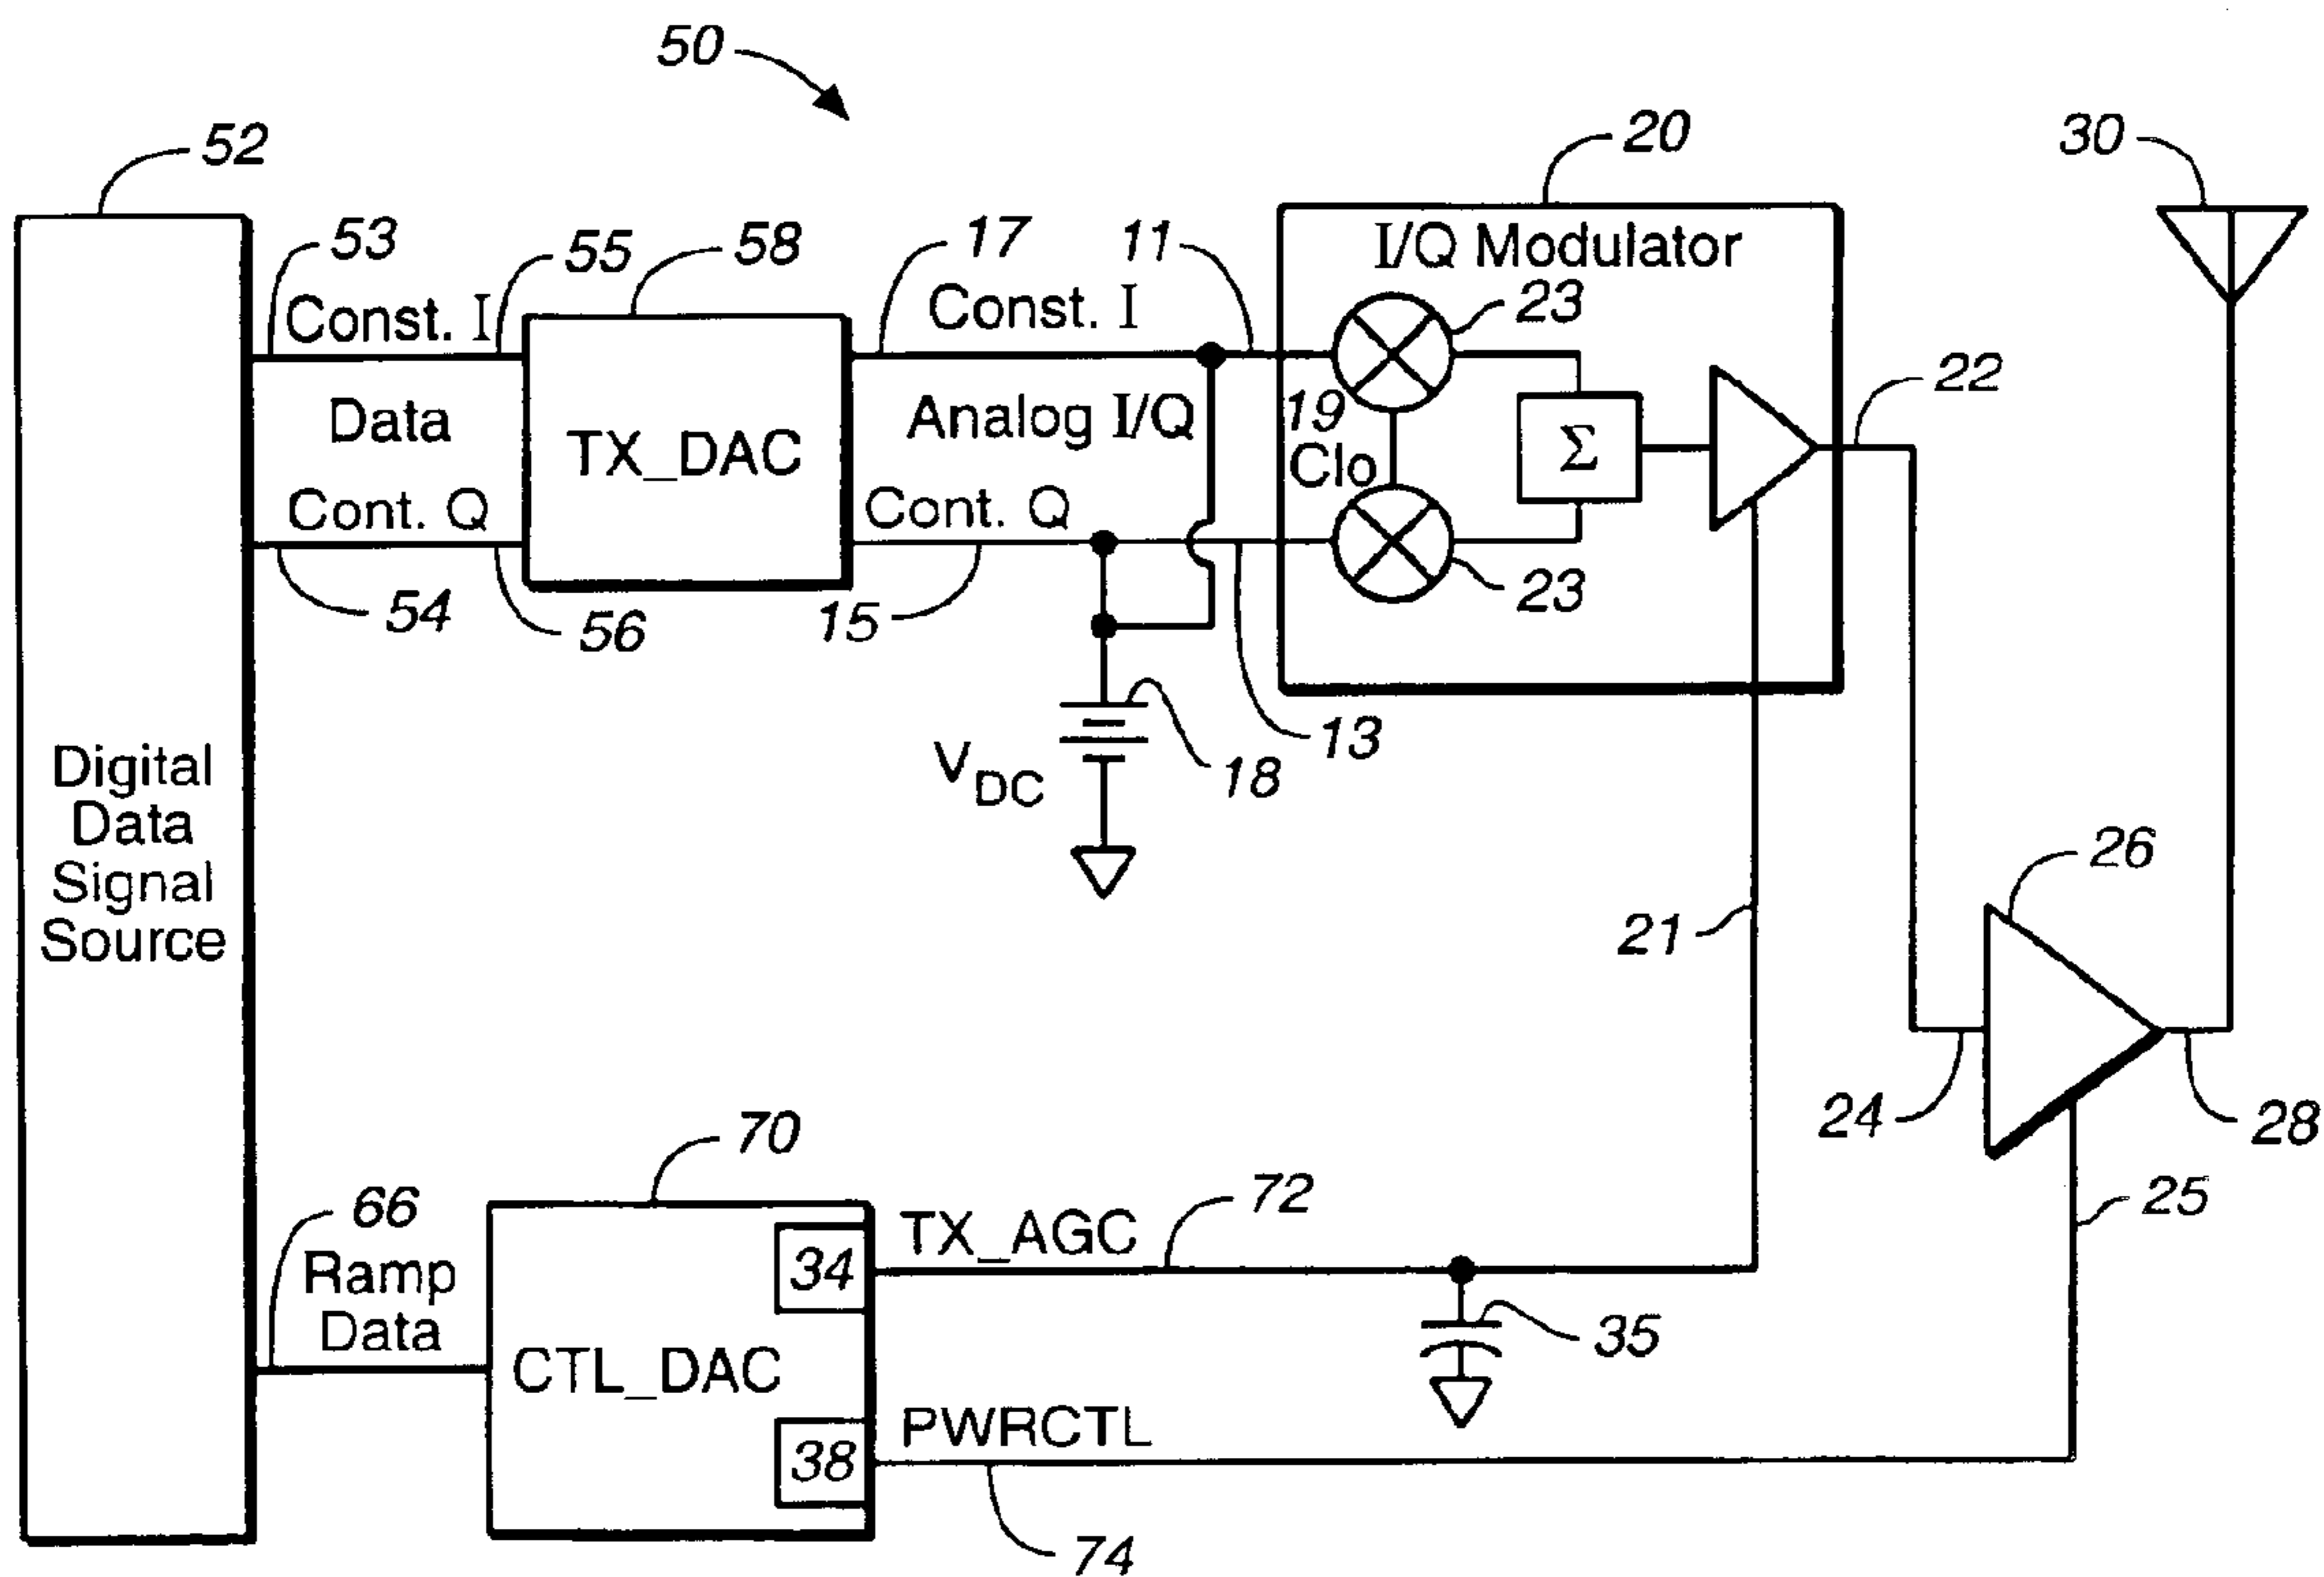 50
52
20
30
53
55
58
17
11
I/Q Modulator
23
Const. I
Const. I
22
Data
TX_DAC
Analog I/Q
19
Clo
Σ
Cont. Q
Cont. Q
54
56
15
23
13
18
V DC
Digital
Data
Signal
Source
26
21
24
28
70
25
66
72
TX_AGC
34
Ramp
Data
35
CTL_DAC
PWRCTL
38
74